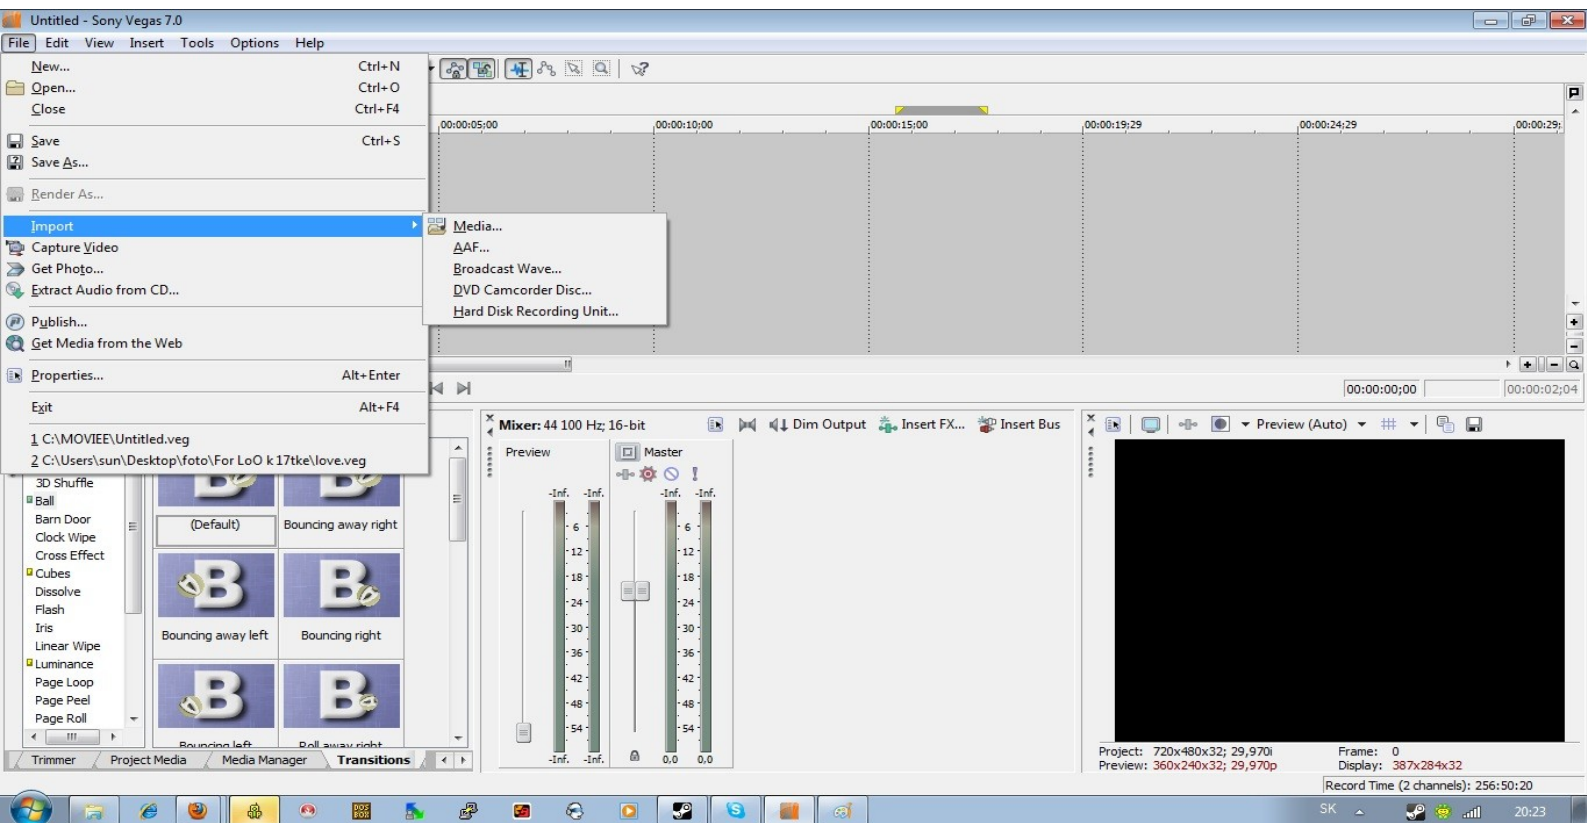 Untitled - Sony Vegas 7.0
File Edit View Insert Tools Options Help
New... Ctrl+N
Open... Ctrl+O
Close Ctrl+F4
Save Ctrl+S
Save As...
Render As...
Import
Capture Video
Get Photo...
Extract Audio from CD...
Publish...
Get Media from the Web
Properties... Alt+Enter
Exit Alt+F4
1 C:\MOVIEE\Untitled.veg
2 C:\Users\sun\Desktop\foto\For LoO k 17tke\love.veg
Media...
AAF...
Broadcast Wave...
DVD Camcorder Disc...
Hard Disk Recording Unit...
00:00:05;00 00:00:10;00 00:00:15;00 00:00:19;29 00:00:24;29 00:00:29;
00:00:00;00 00:00:02;04
3D Shuffle
Ball
Barn Door
Clock Wipe
Cross Effect
Cubes
Dissolve
Flash
Iris
Linear Wipe
Luminance
Page Loop
Page Peel
Page Roll
(Default) Bouncing away right
Bouncing away left Bouncing right
Bouncing left Roll away right
Trimmer Project Media Media Manager Transitions
Mixer: 44 100 Hz; 16-bit Dim Output Insert FX... Insert Bus
Preview Master
-Inf. -Inf. -Inf. -Inf.
6 6
12 12
18 18
24 24
30 30
36 36
42 42
48 48
54 54
-Inf. -Inf. 0,0 0,0
Preview (Auto)
Project: 720x480x32; 29,970i Frame: 0
Preview: 360x240x32; 29,970p Display: 387x284x32
Record Time (2 channels): 256:50:20
DOS BOX
SK 20:23